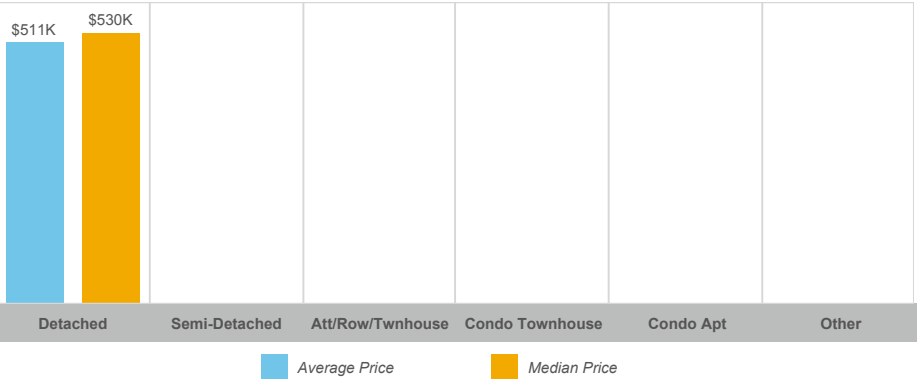 $511K
$530K
Detached Semi-Detached Att/Row/Twnhouse Condo Townhouse Condo Apt Other
Average Price Median Price